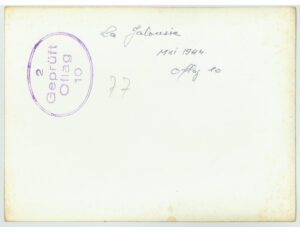 La Jalousie
Mai 1944
Oflag 10
77
2
Geprüft
Oflag
10